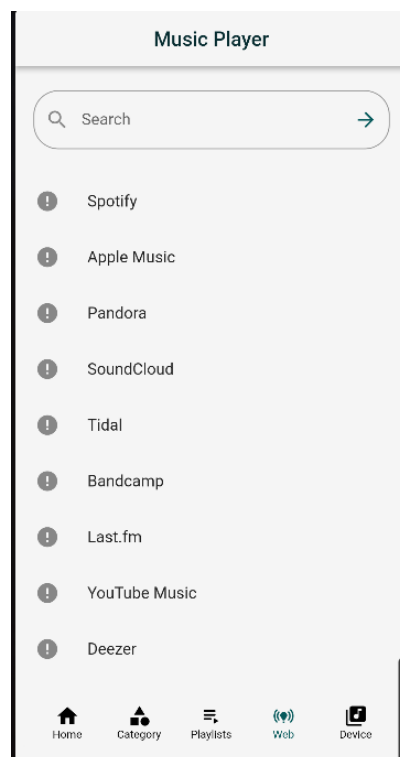 Music Player
Search
Spotify
Apple Music
Pandora
SoundCloud
Tidal
Bandcamp
Last.fm
YouTube Music
Deezer
Home Category Playlists Web Device